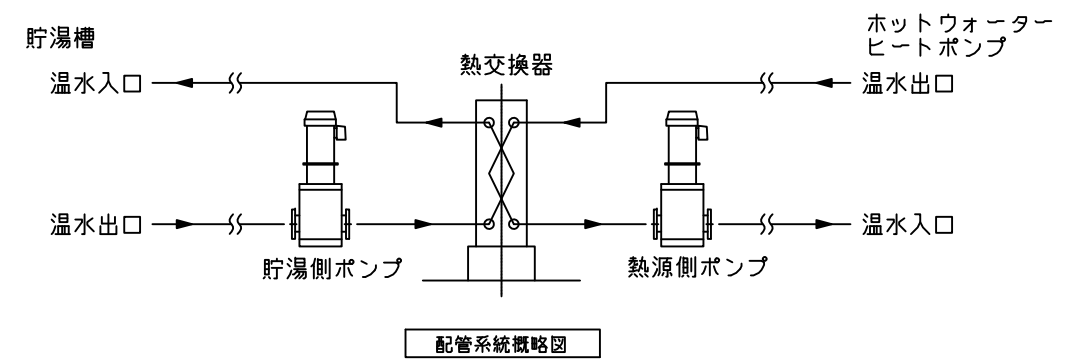 貯湯槽
ホットウォーター
ヒートポンプ
熱交換器
温水入口
温水出口
温水出口
温水入口
貯湯側ポンプ
熱源側ポンプ
配管系統概略図